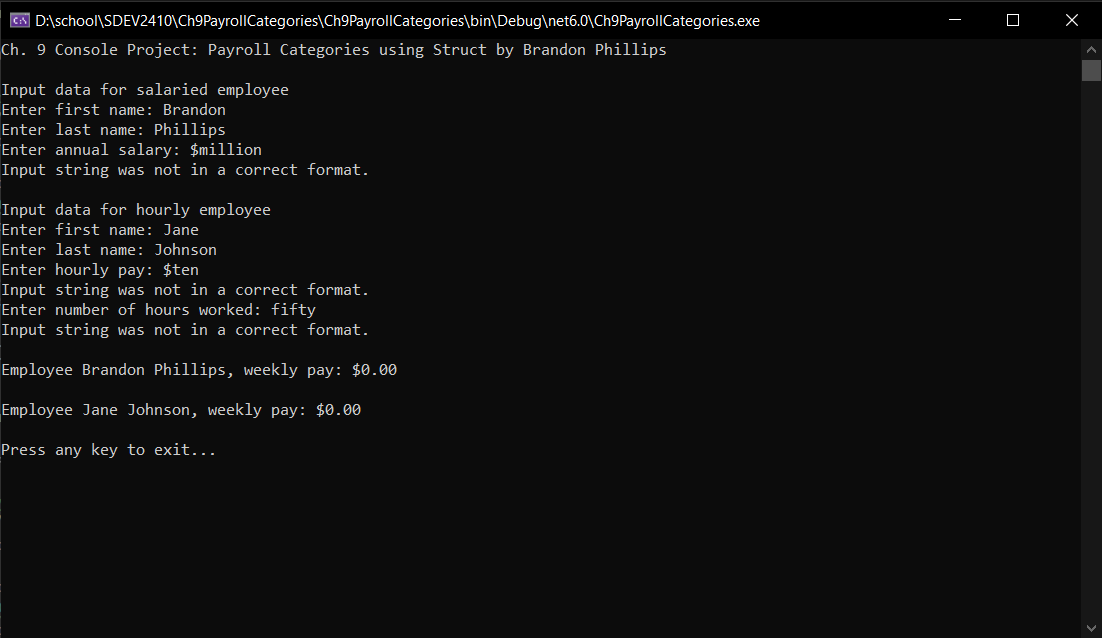 D:\school\SDEV2410\Ch9PayrollCategories\Ch9PayrollCategories\bin\Debug\net6.0\Ch9PayrollCategories.exe
Ch. 9 Console Project: Payroll Categories using Struct by Brandon Phillips
Input data for salaried employee
Enter first name: Brandon
Enter last name: Phillips
Enter annual salary: $million
Input string was not in a correct format.
Input data for hourly employee
Enter first name: Jane
Enter last name: Johnson
Enter hourly pay: $ten
Input string was not in a correct format.
Enter number of hours worked: fifty
Input string was not in a correct format.
Employee Brandon Phillips, weekly pay: $0.00
Employee Jane Johnson, weekly pay: $0.00
Press any key to exit...